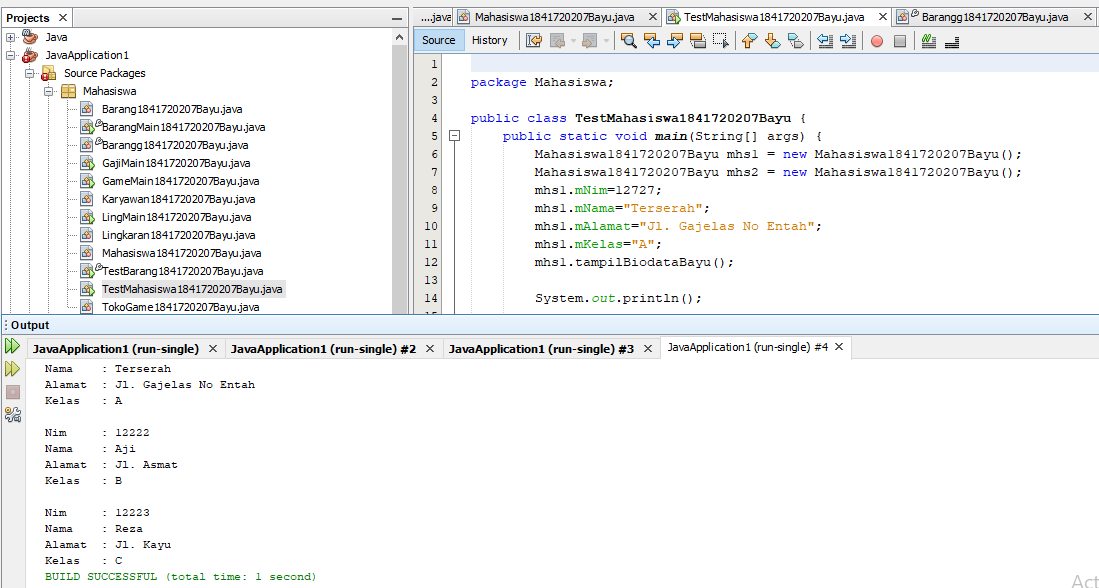 Projects
Java
JavaApplication1
Source Packages
Mahasiswa
Barang1841720207Bayu.java
BarangMain1841720207Bayu.java
Barangg1841720207Bayu.java
GajiMain1841720207Bayu.java
GameMain1841720207Bayu.java
Karyawan1841720207Bayu.java
LingMain1841720207Bayu.java
Lingkaran1841720207Bayu.java
Mahasiswa1841720207Bayu.java
TestBarang1841720207Bayu.java
TestMahasiswa1841720207Bayu.java
TokoGame1841720207Bayu.java
....java Mahasiswa1841720207Bayu.java TestMahasiswa1841720207Bayu.java Barangg1841720207Bayu.java
Source History
1
2 package Mahasiswa;
3
4 public class TestMahasiswa1841720207Bayu {
5 public static void main(String[] args) {
6 Mahasiswa1841720207Bayu mhs1 = new Mahasiswa1841720207Bayu();
7 Mahasiswa1841720207Bayu mhs2 = new Mahasiswa1841720207Bayu();
8 mhs1.mNim=12727;
9 mhs1.mNama="Terserah";
10 mhs1.mAlamat="Jl. Gajelas No Entah";
11 mhs1.mKelas="A";
12 mhs1.tampilBiodataBayu();
13
14 System.out.println();
Output
JavaApplication1 (run-single) JavaApplication1 (run-single) #2 JavaApplication1 (run-single) #3 JavaApplication1 (run-single) #4
Nama : Terserah
Alamat : Jl. Gajelas No Entah
Kelas : A
Nim : 12222
Nama : Aji
Alamat : Jl. Asmat
Kelas : B
Nim : 12223
Nama : Reza
Alamat : Jl. Kayu
Kelas : C
BUILD SUCCESSFUL (total time: 1 second)
Act